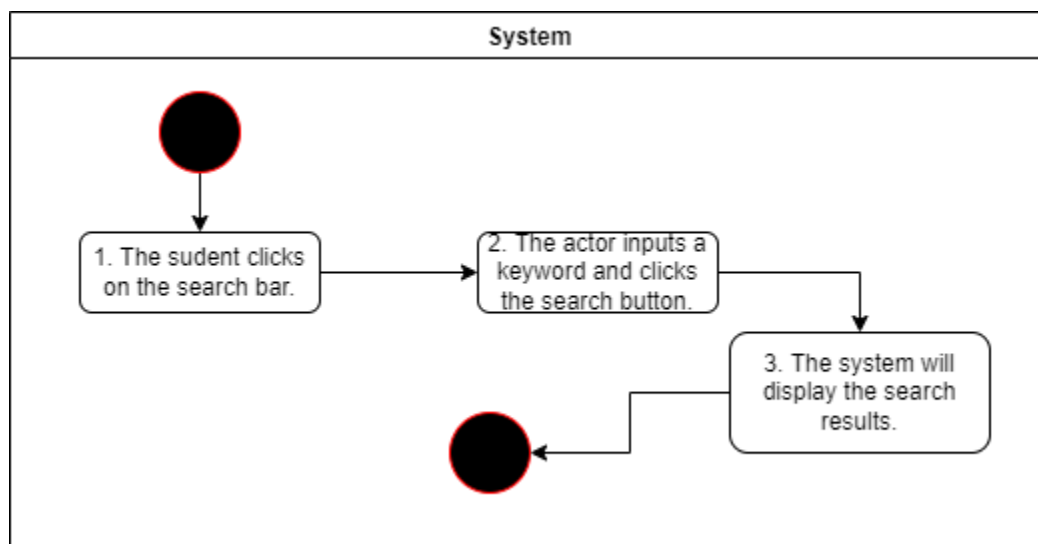 System
1. The sudent clicks
on the search bar.
2. The actor inputs a
keyword and clicks
the search button.
3. The system will
display the search
results.